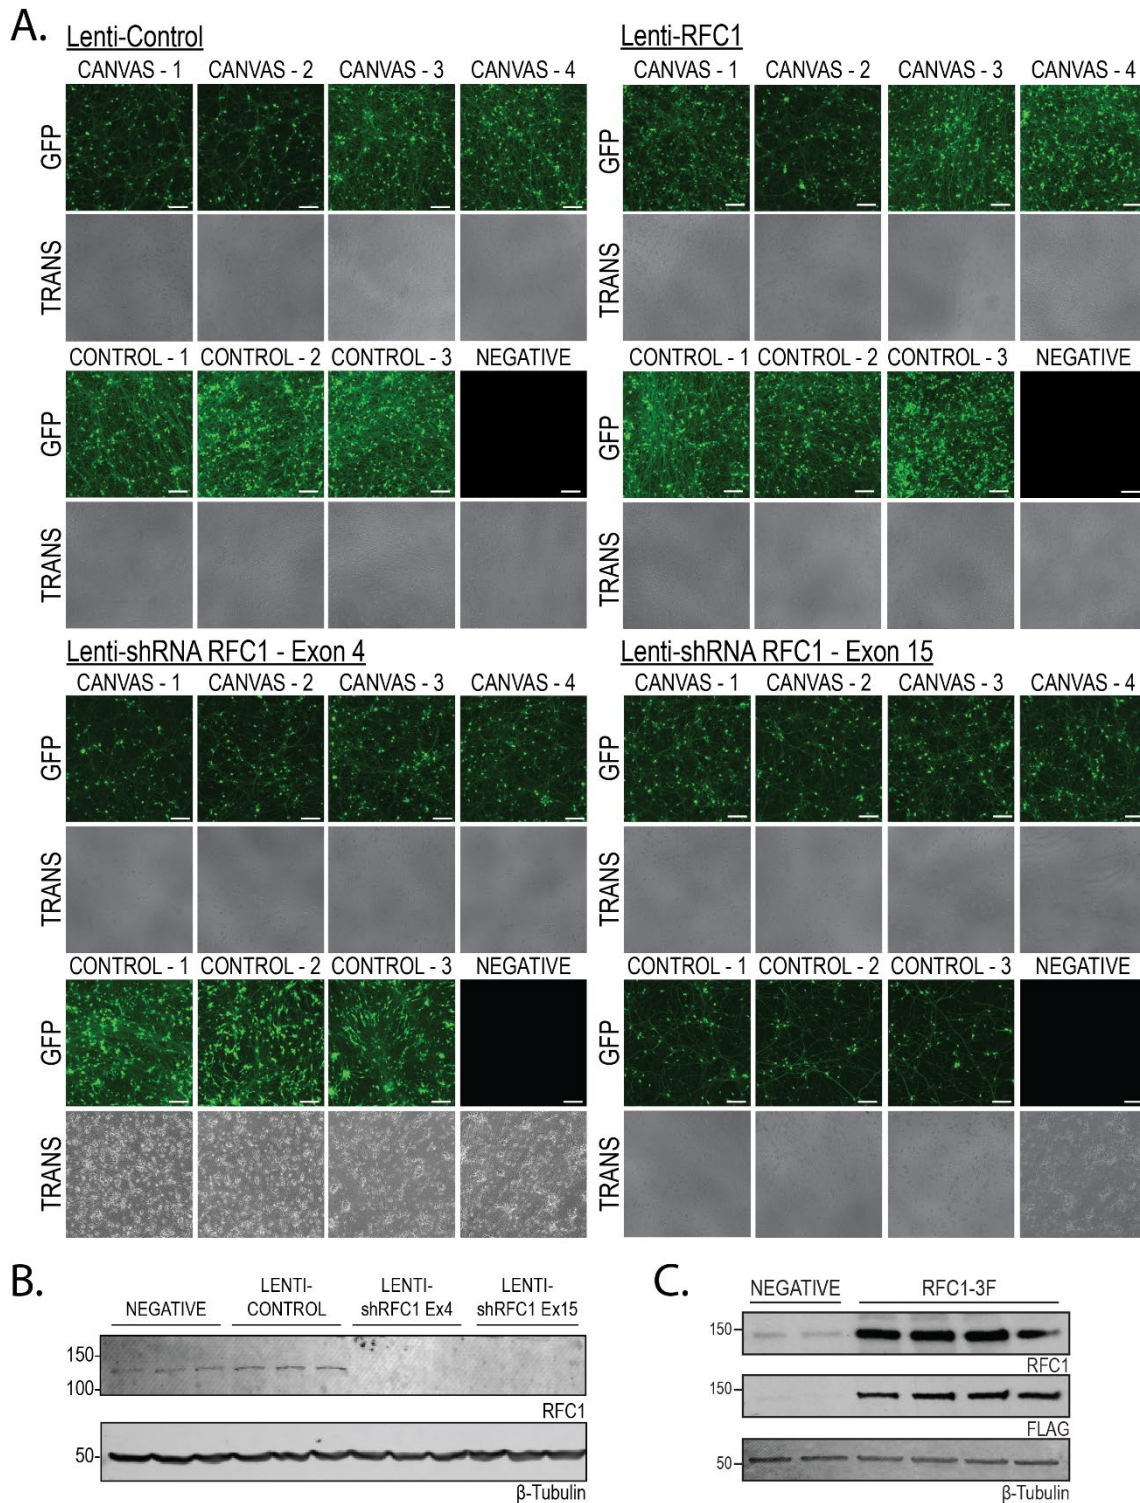 A.
Lenti-Control
Lenti-RFC1
CANVAS - 1 CANVAS - 2 CANVAS - 3 CANVAS - 4
CANVAS - 1 CANVAS - 2 CANVAS - 3 CANVAS - 4
GFP
GFP
TRANS
TRANS
CONTROL - 1 CONTROL - 2 CONTROL - 3 NEGATIVE
CONTROL - 1 CONTROL - 2 CONTROL - 3 NEGATIVE
GFP
GFP
TRANS
TRANS
Lenti-shRNA RFC1 - Exon 4
Lenti-shRNA RFC1 - Exon 15
CANVAS - 1 CANVAS - 2 CANVAS - 3 CANVAS - 4
CANVAS - 1 CANVAS - 2 CANVAS - 3 CANVAS - 4
GFP
GFP
TRANS
TRANS
CONTROL - 1 CONTROL - 2 CONTROL - 3 NEGATIVE
CONTROL - 1 CONTROL - 2 CONTROL - 3 NEGATIVE
GFP
GFP
TRANS
TRANS
B.
NEGATIVE
LENTI-
CONTROL
LENTI-
shRFC1 Ex4
LENTI-
shRFC1 Ex15
150
100
RFC1
50
β-Tubulin
C.
NEGATIVE
RFC1-3F
150
RFC1
150
FLAG
50
β-Tubulin